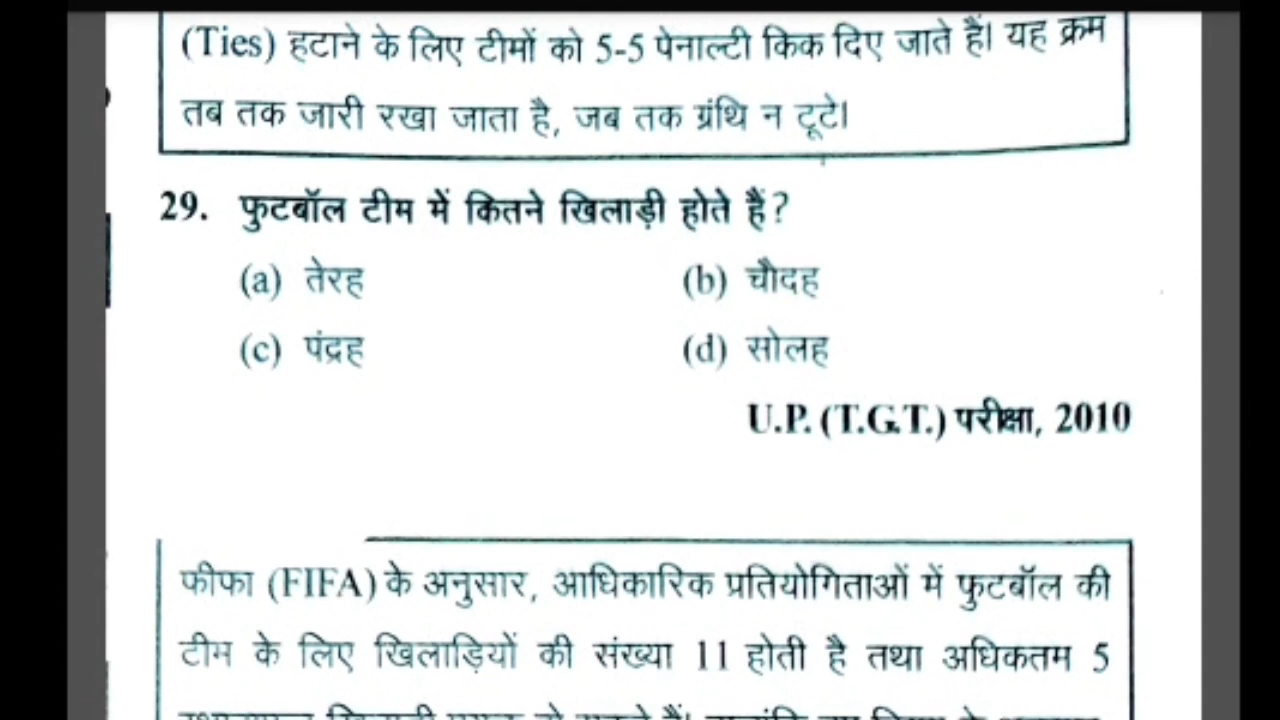 (Ties) हटाने के लिए टीमों को 5-5 पेनाल्टी किक दिए जाते हैं। यह क्रम
तब तक जारी रखा जाता है, जब तक ग्रंथि न टूटे।
29. फुटबॉल टीम में कितने खिलाड़ी होते हैं?
(a) तेरह (b) चौदह
(c) पंद्रह (d) सोलह
U.P. (T.G.T.) परीक्षा, 2010
फीफा (FIFA) के अनुसार, आधिकारिक प्रतियोगिताओं में फुटबॉल की
टीम के लिए खिलाड़ियों की संख्या 11 होती है तथा अधिकतम 5